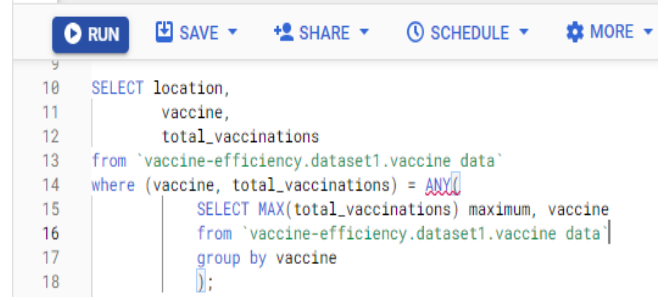 RUN SAVE SHARE SCHEDULE MORE
9
10 SELECT location,
11 vaccine,
12 total_vaccinations
13 from `vaccine-efficiency.dataset1.vaccine data`
14 where (vaccine, total_vaccinations) = ANY(
15 SELECT MAX(total_vaccinations) maximum, vaccine
16 from `vaccine-efficiency.dataset1.vaccine data`
17 group by vaccine
18 );